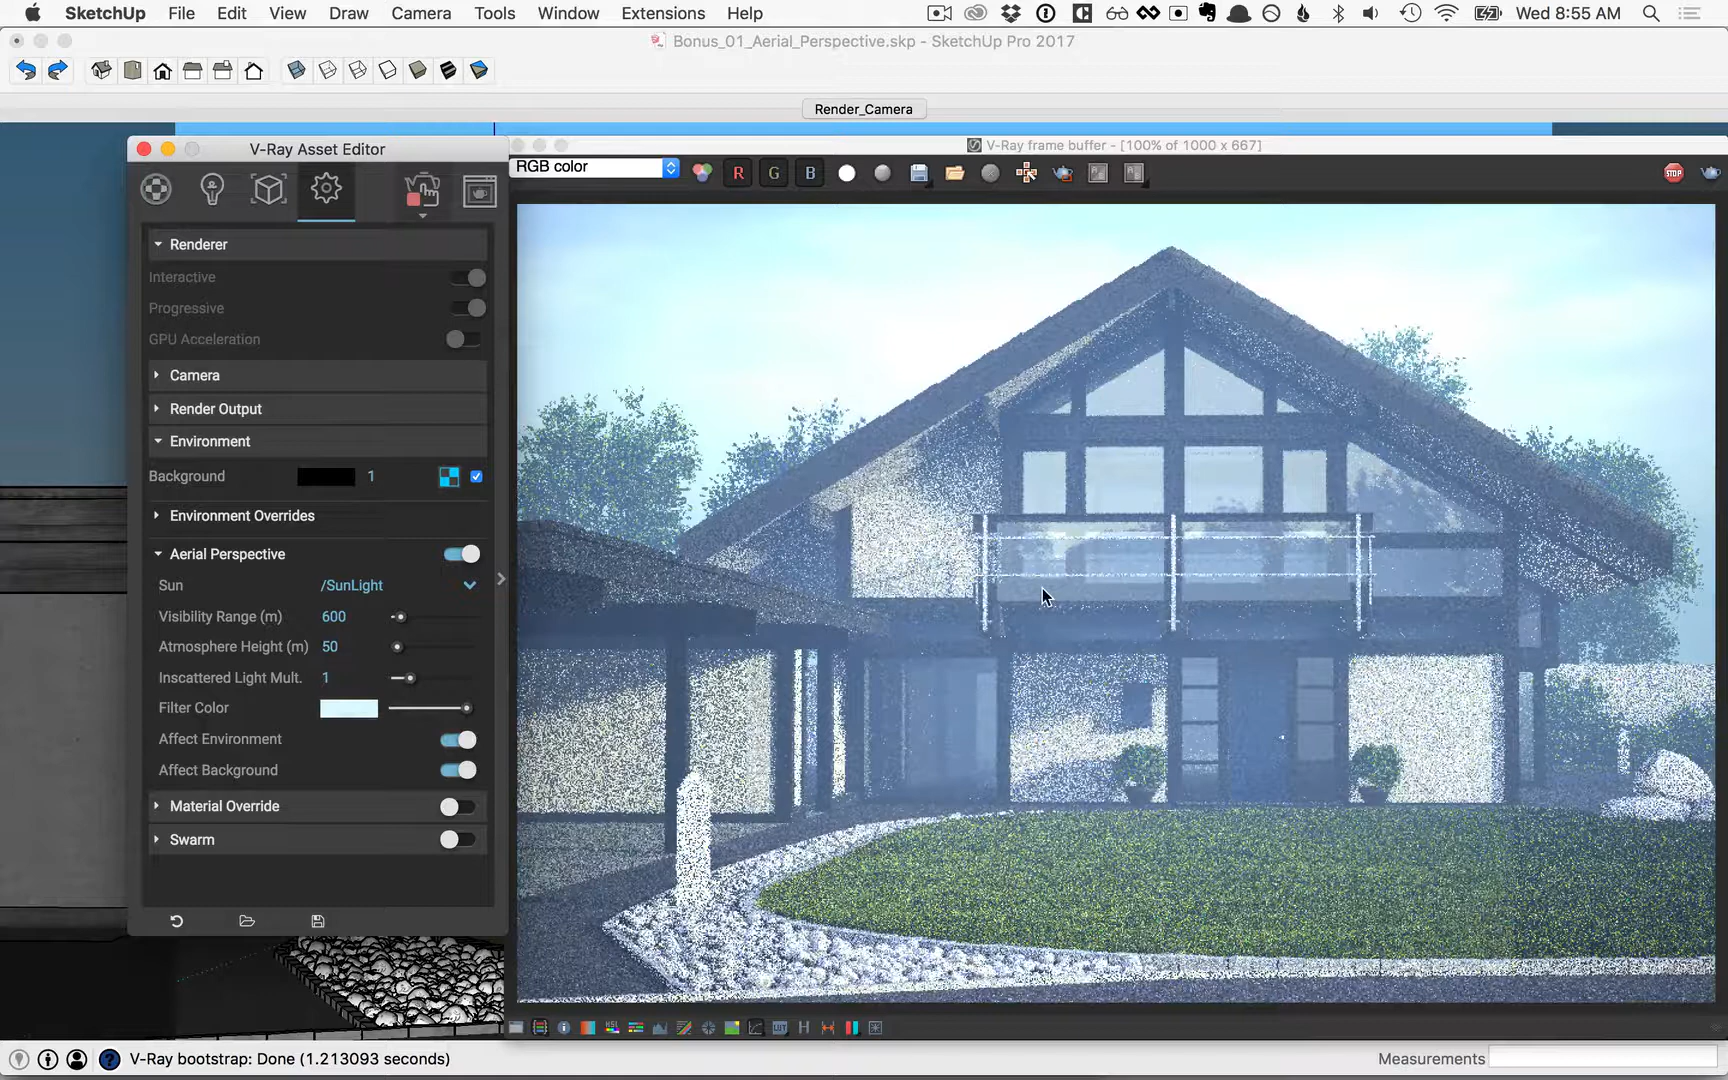 SketchUp File Edit View Draw Camera Tools Window Extensions Help Wed 8:55 AM
Bonus_01_Aerial_Perspective.skp - SketchUp Pro 2017
Render_Camera
V-Ray Asset Editor
V-Ray frame buffer - [100% of 1000 x 667]
RGB color
R G B
STOP
Renderer
Interactive
Progressive
GPU Acceleration
Camera
Render Output
Environment
Background 1
Environment Overrides
Aerial Perspective
Sun /SunLight
Visibility Range (m) 600
Atmosphere Height (m) 50
Inscattered Light Mult. 1
Filter Color
Affect Environment
Affect Background
Material Override
Swarm
HSL LUT H
V-Ray bootstrap: Done (1.213093 seconds)
Measurements